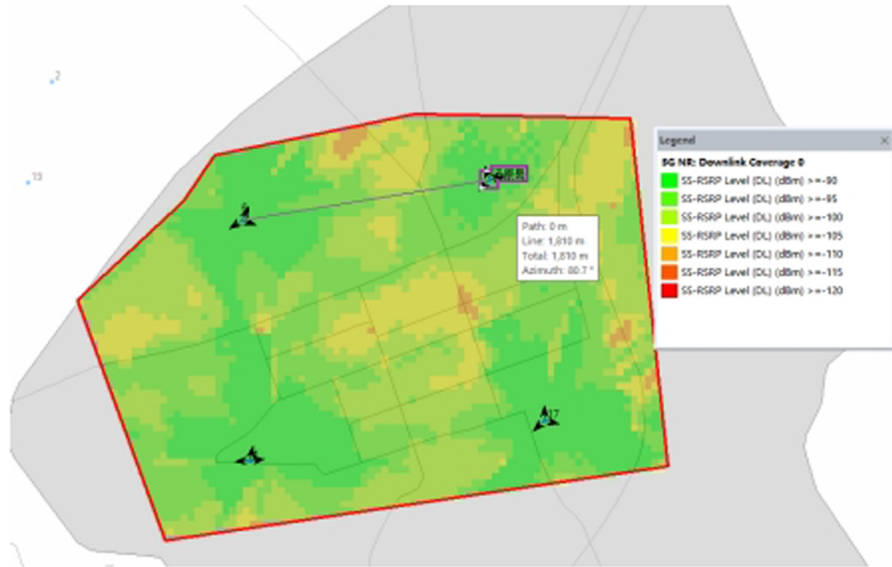 2
13
Legend
5G NR: Downlink Coverage 0
SS-RSRP Level (DL) (dBm) >=-90
SS-RSRP Level (DL) (dBm) >=-95
SS-RSRP Level (DL) (dBm) >=-100
SS-RSRP Level (DL) (dBm) >=-105
SS-RSRP Level (DL) (dBm) >=-110
SS-RSRP Level (DL) (dBm) >=-115
SS-RSRP Level (DL) (dBm) >=-120
Path: 0 m
Line: 1,810 m
Total: 1,810 m
Azimuth: 80.7 °
17